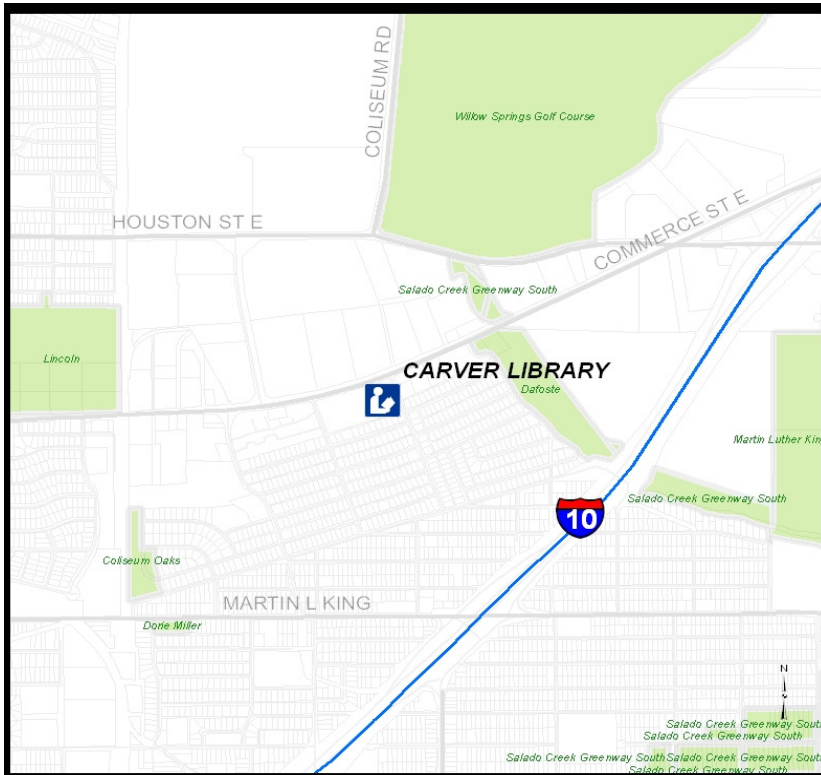 COLISEUM RD
Willow Springs Golf Course
HOUSTON ST E
COMMERCE ST E
Salado Creek Greenway South
Lincoln
CARVER LIBRARY
Dafoste
Martin Luther Kin
Salado Creek Greenway South
10
Coliseum Oaks
MARTIN L KING
Dorie Miller
N
Salado Creek Greenway South
Salado Creek Greenway South
Salado Creek Greenway South
Salado Creek Greenway South
Salado Creek Greenway South